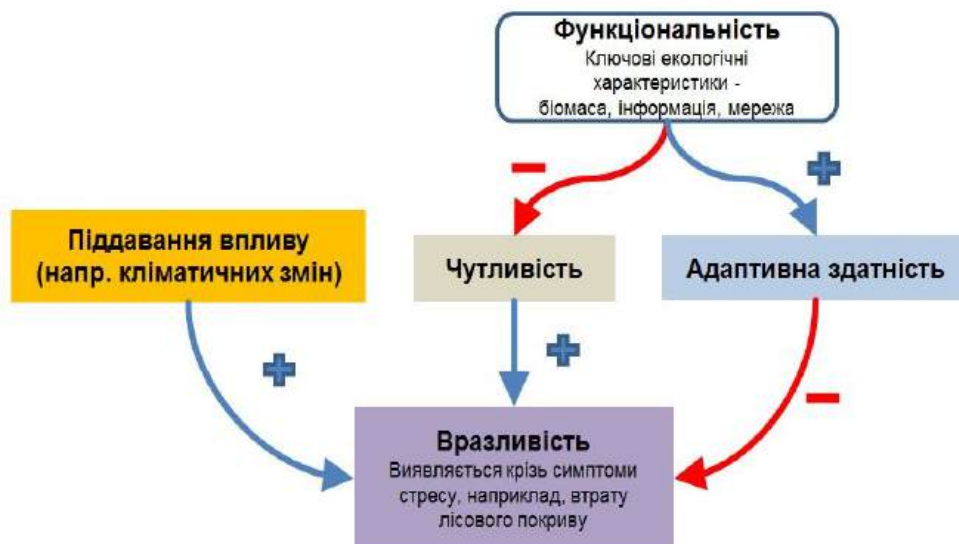 Функціональність
Ключові екологічні
характеристики -
біомаса, інформація, мережа
Піддавання впливу
(напр. кліматичних змін)
Чутливість
Адаптивна здатність
Вразливість
Виявляється крізь симптоми
стресу, наприклад, втрату
лісового покриву